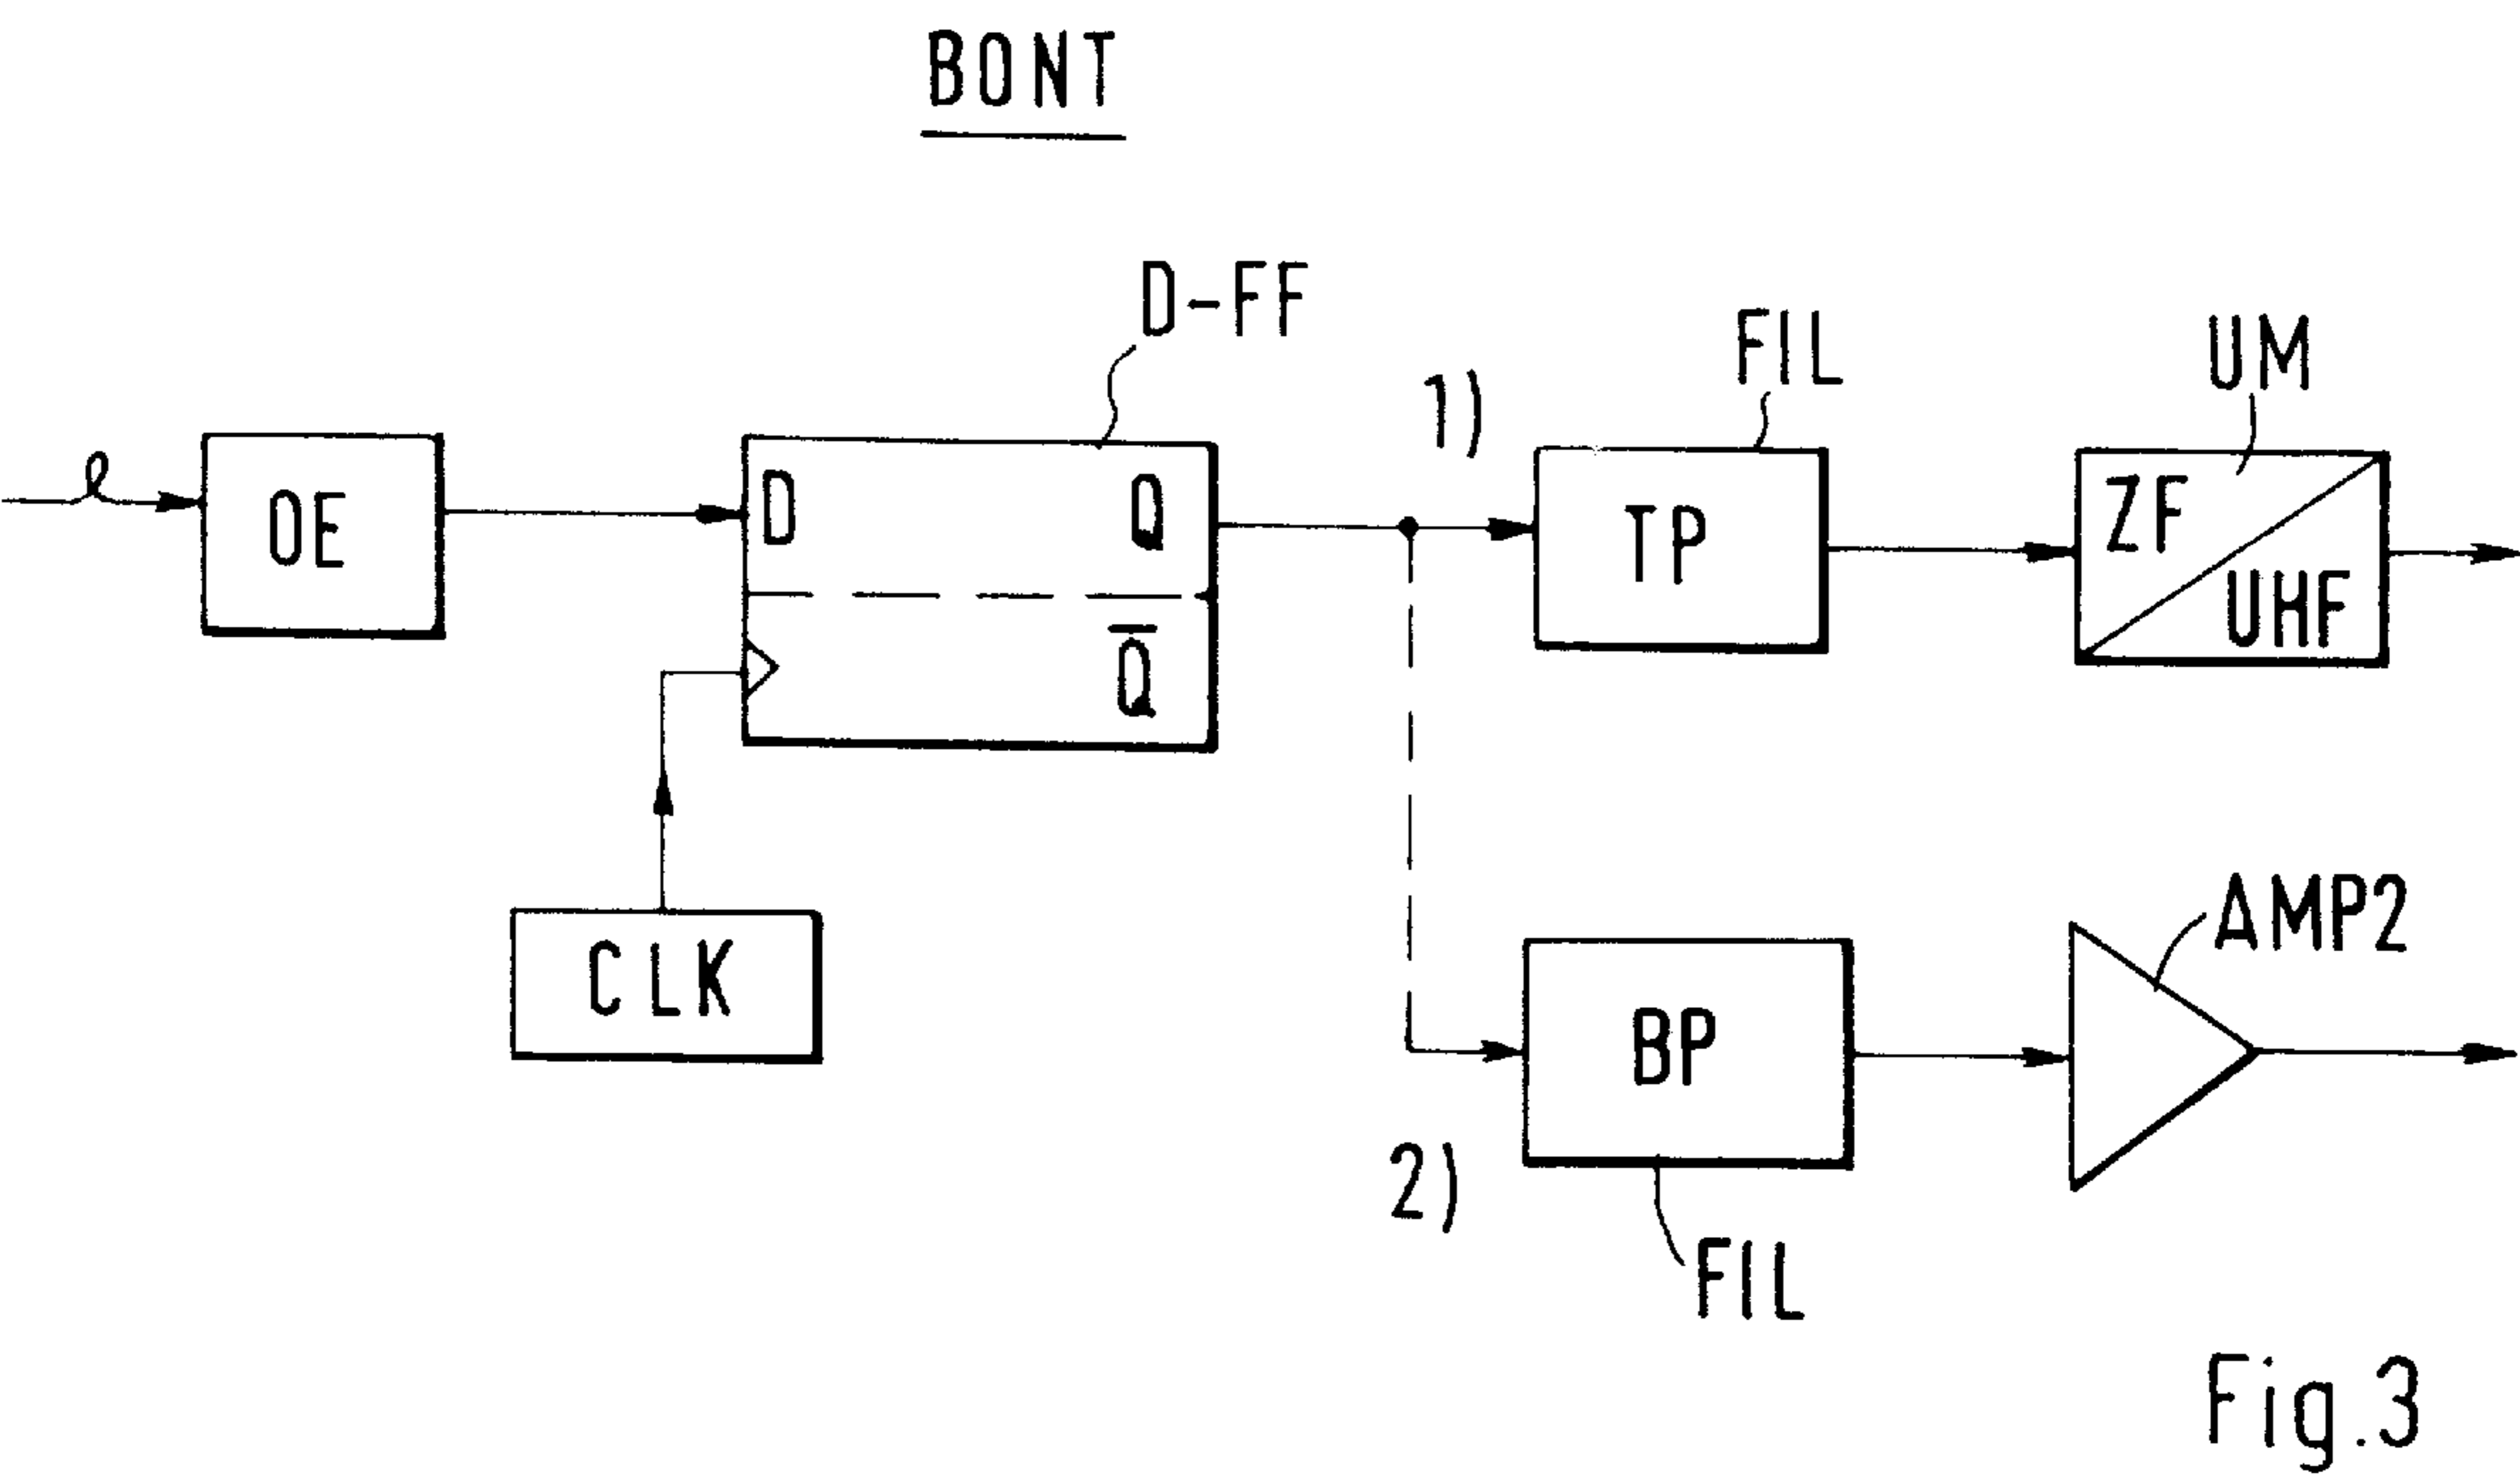 BONT
D-FF
1)
FIL
UM
OE
D
Q
TP
ZF
UHF
Q̅
CLK
BP
AMP2
2)
FIL
Fig.3